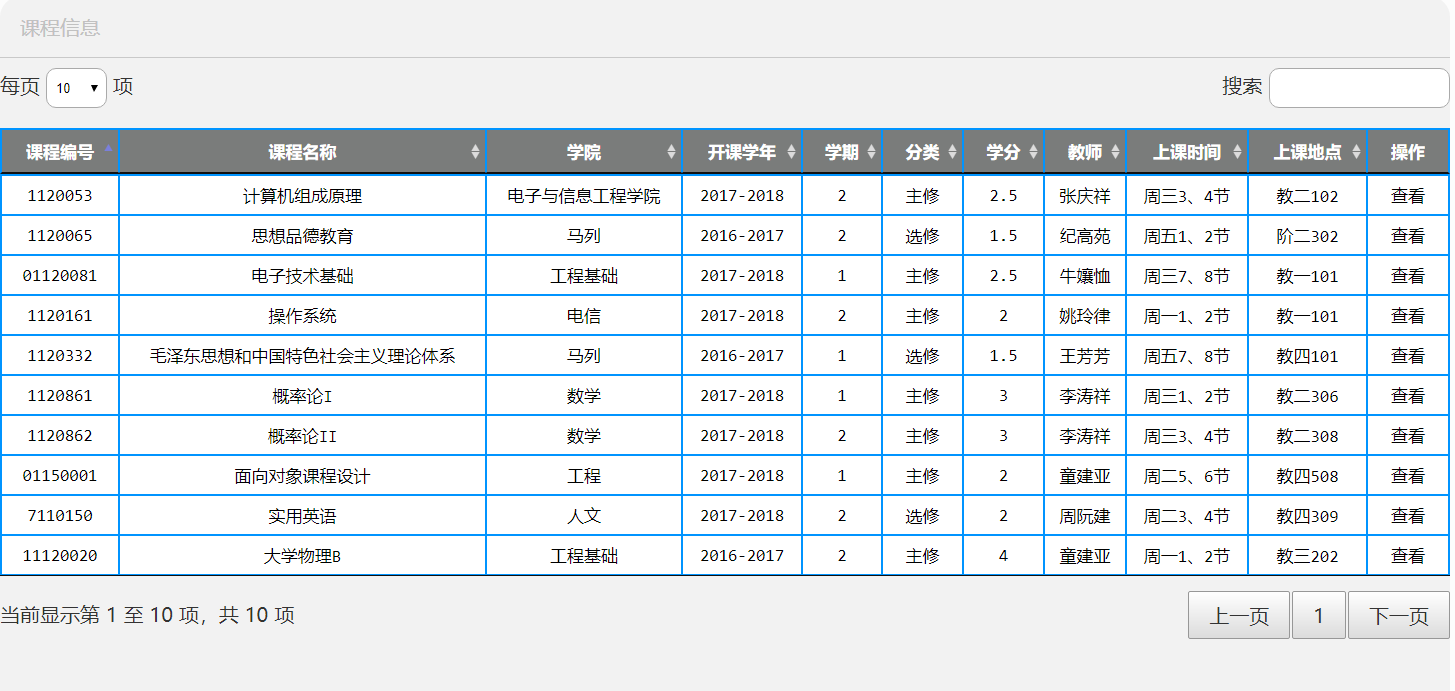 课程信息
每页 10 项 搜索
课程编号 课程名称 学院 开课学年 学期 分类 学分 教师 上课时间 上课地点 操作
1120053 计算机组成原理 电子与信息工程学院 2017-2018 2 主修 2.5 张庆祥 周三3、4节 教二102 查看
1120065 思想品德教育 马列 2016-2017 2 选修 1.5 纪高苑 周五1、2节 阶二302 查看
01120081 电子技术基础 工程基础 2017-2018 1 主修 2.5 牛孃恤 周三7、8节 教一101 查看
1120161 操作系统 电信 2017-2018 2 主修 2 姚玲律 周一1、2节 教一101 查看
1120332 毛泽东思想和中国特色社会主义理论体系 马列 2016-2017 1 选修 1.5 王芳芳 周五7、8节 教四101 查看
1120861 概率论I 数学 2017-2018 1 主修 3 李涛祥 周三1、2节 教二306 查看
1120862 概率论II 数学 2017-2018 2 主修 3 李涛祥 周三3、4节 教二308 查看
01150001 面向对象课程设计 工程 2017-2018 1 主修 2 童建亚 周二5、6节 教四508 查看
7110150 实用英语 人文 2017-2018 2 选修 2 周阮建 周二3、4节 教四309 查看
11120020 大学物理B 工程基础 2016-2017 2 主修 4 童建亚 周一1、2节 教三202 查看
当前显示第 1 至 10 项，共 10 项 上一页 1 下一页